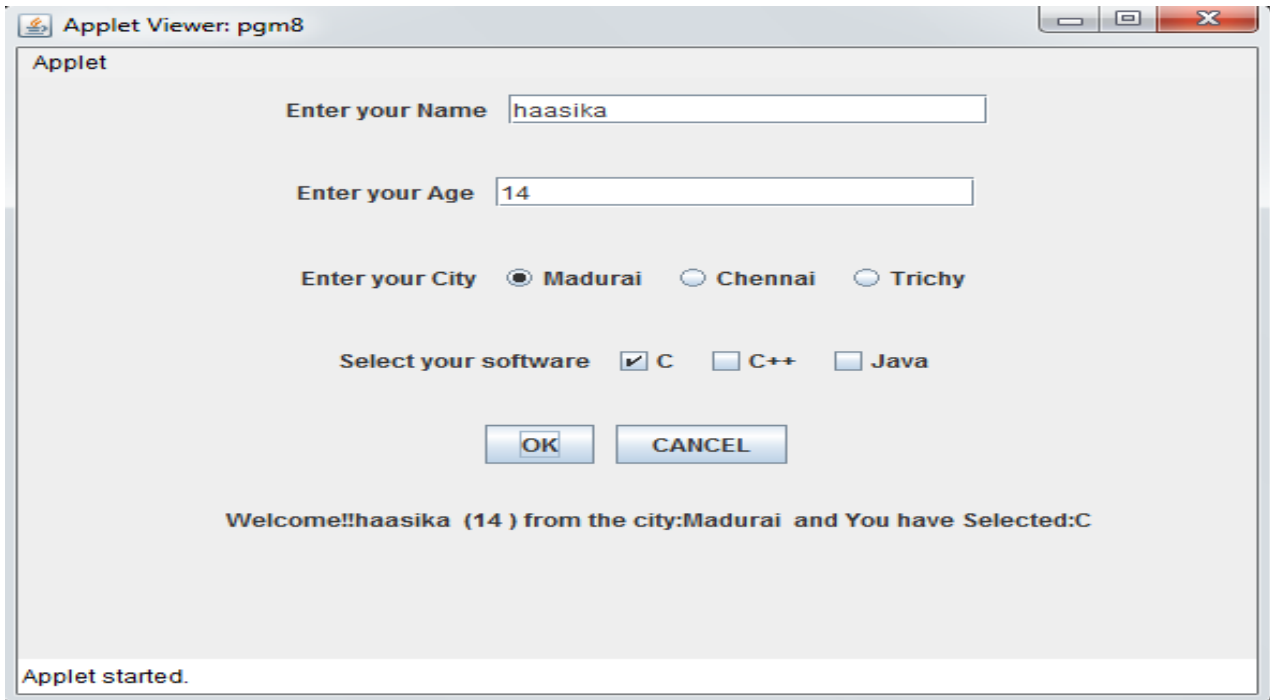 Applet Viewer: pgm8
Applet
Enter your Name haasika
Enter your Age 14
Enter your City Madurai Chennai Trichy
Select your software C C++ Java
OK CANCEL
Welcome!!haasika (14 ) from the city:Madurai and You have Selected:C
Applet started.